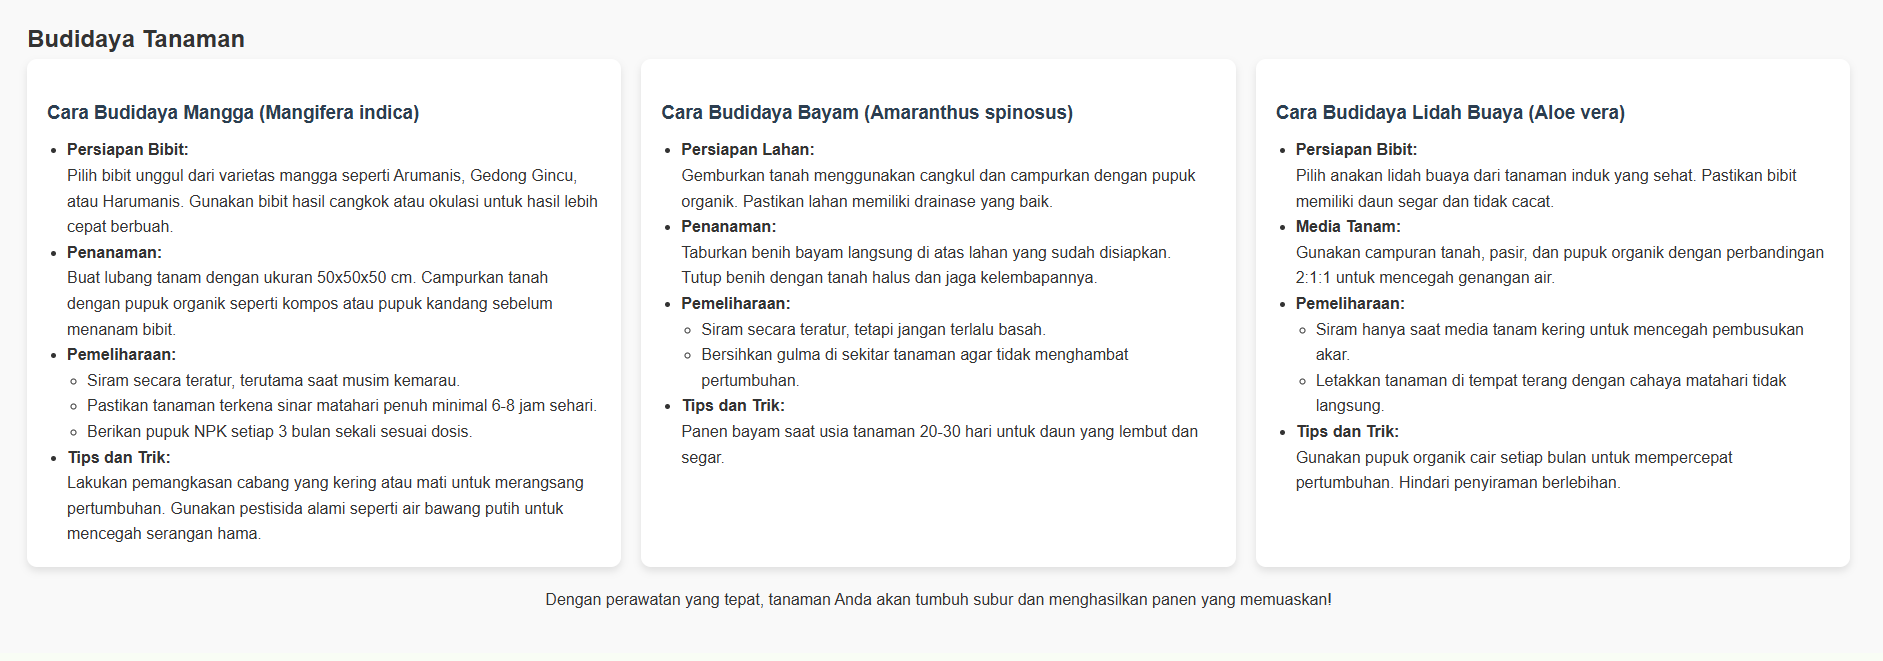 Budidaya Tanaman
Cara Budidaya Mangga (Mangifera indica)
Persiapan Bibit:
Pilih bibit unggul dari varietas mangga seperti Arumanis, Gedong Gincu,
atau Harumanis. Gunakan bibit hasil cangkok atau okulasi untuk hasil lebih
cepat berbuah.
Penanaman:
Buat lubang tanam dengan ukuran 50x50x50 cm. Campurkan tanah
dengan pupuk organik seperti kompos atau pupuk kandang sebelum
menanam bibit.
Pemeliharaan:
Siram secara teratur, terutama saat musim kemarau.
Pastikan tanaman terkena sinar matahari penuh minimal 6-8 jam sehari.
Berikan pupuk NPK setiap 3 bulan sekali sesuai dosis.
Tips dan Trik:
Lakukan pemangkasan cabang yang kering atau mati untuk merangsang
pertumbuhan. Gunakan pestisida alami seperti air bawang putih untuk
mencegah serangan hama.
Cara Budidaya Bayam (Amaranthus spinosus)
Persiapan Lahan:
Gemburkan tanah menggunakan cangkul dan campurkan dengan pupuk
organik. Pastikan lahan memiliki drainase yang baik.
Penanaman:
Taburkan benih bayam langsung di atas lahan yang sudah disiapkan.
Tutup benih dengan tanah halus dan jaga kelembapannya.
Pemeliharaan:
Siram secara teratur, tetapi jangan terlalu basah.
Bersihkan gulma di sekitar tanaman agar tidak menghambat
pertumbuhan.
Tips dan Trik:
Panen bayam saat usia tanaman 20-30 hari untuk daun yang lembut dan
segar.
Cara Budidaya Lidah Buaya (Aloe vera)
Persiapan Bibit:
Pilih anakan lidah buaya dari tanaman induk yang sehat. Pastikan bibit
memiliki daun segar dan tidak cacat.
Media Tanam:
Gunakan campuran tanah, pasir, dan pupuk organik dengan perbandingan
2:1:1 untuk mencegah genangan air.
Pemeliharaan:
Siram hanya saat media tanam kering untuk mencegah pembusukan
akar.
Letakkan tanaman di tempat terang dengan cahaya matahari tidak
langsung.
Tips dan Trik:
Gunakan pupuk organik cair setiap bulan untuk mempercepat
pertumbuhan. Hindari penyiraman berlebihan.
Dengan perawatan yang tepat, tanaman Anda akan tumbuh subur dan menghasilkan panen yang memuaskan!